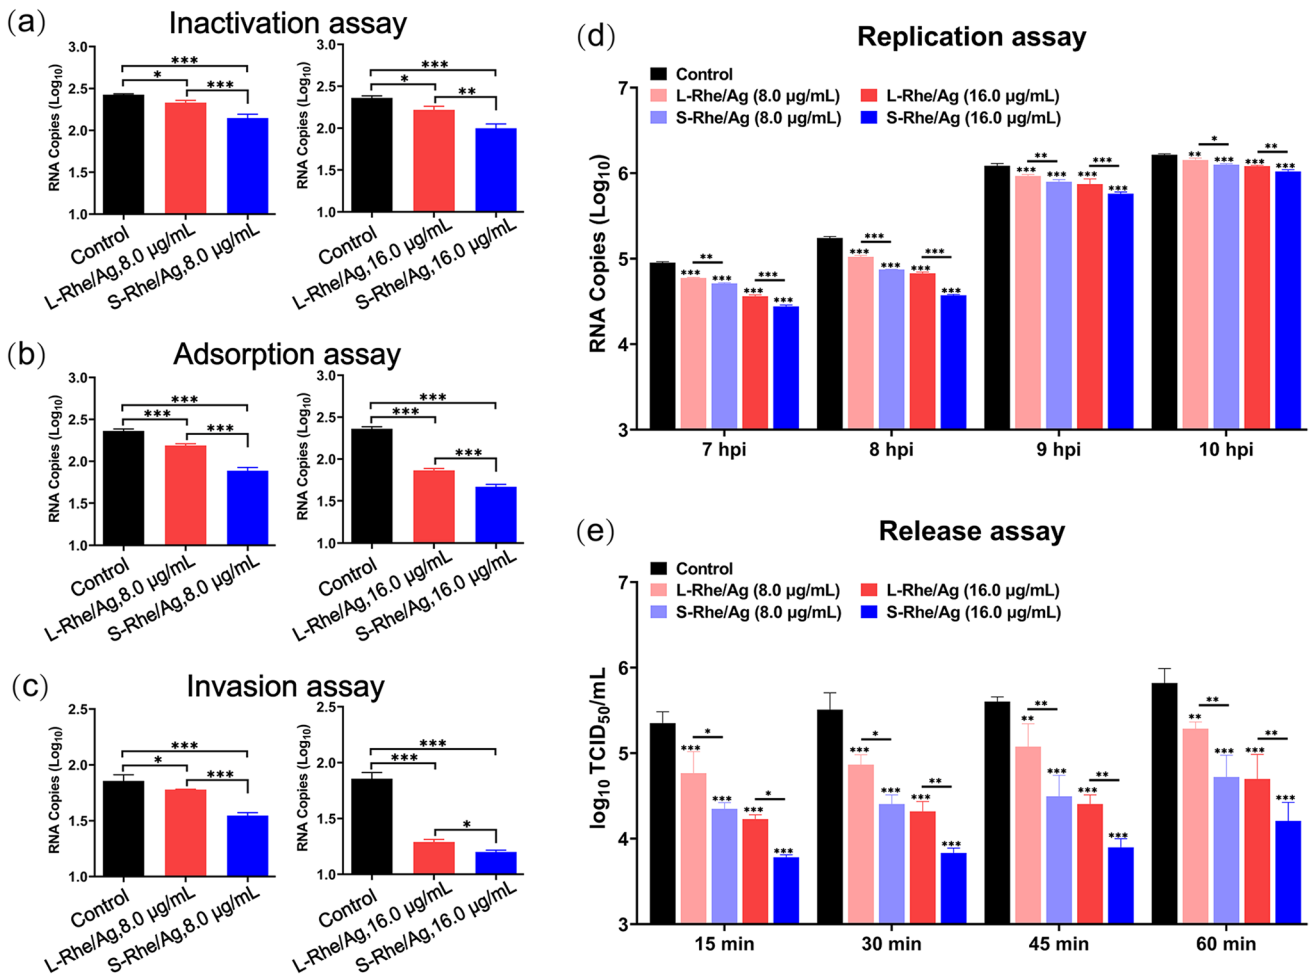 (a)
Inactivation assay
RNA Copies (Log10)
3.0
2.5
2.0
1.5
1.0
***
*
***
Control
L-Rhe/Ag,8.0 μg/mL
S-Rhe/Ag,8.0 μg/mL
RNA Copies (Log10)
3.0
2.5
2.0
1.5
1.0
***
*
**
Control
L-Rhe/Ag,16.0 μg/mL
S-Rhe/Ag,16.0 μg/mL
(b)
Adsorption assay
RNA Copies (Log10)
3.0
2.5
2.0
1.5
1.0
***
***
***
Control
L-Rhe/Ag,8.0 μg/mL
S-Rhe/Ag,8.0 μg/mL
RNA Copies (Log10)
3.0
2.5
2.0
1.5
1.0
***
***
***
Control
L-Rhe/Ag,16.0 μg/mL
S-Rhe/Ag,16.0 μg/mL
(c)
Invasion assay
RNA Copies (Log10)
2.5
2.0
1.5
1.0
***
*
***
Control
L-Rhe/Ag,8.0 μg/mL
S-Rhe/Ag,8.0 μg/mL
RNA Copies (Log10)
2.5
2.0
1.5
1.0
***
***
*
Control
L-Rhe/Ag,16.0 μg/mL
S-Rhe/Ag,16.0 μg/mL
(d)
Replication assay
Control
L-Rhe/Ag (8.0 μg/mL) L-Rhe/Ag (16.0 μg/mL)
S-Rhe/Ag (8.0 μg/mL) S-Rhe/Ag (16.0 μg/mL)
RNA Copies (Log10)
7
6
5
4
3
** ***
*** *** *** ***
*** ***
*** *** *** ***
** ***
*** *** *** ***
* **
** *** *** ***
7 hpi 8 hpi 9 hpi 10 hpi
(e)
Release assay
Control
L-Rhe/Ag (8.0 μg/mL) L-Rhe/Ag (16.0 μg/mL)
S-Rhe/Ag (8.0 μg/mL) S-Rhe/Ag (16.0 μg/mL)
log10 TCID50/mL
7
6
5
4
3
* *
*** *** *** ***
* **
*** *** *** ***
** **
** *** *** ***
** **
** *** *** ***
15 min 30 min 45 min 60 min